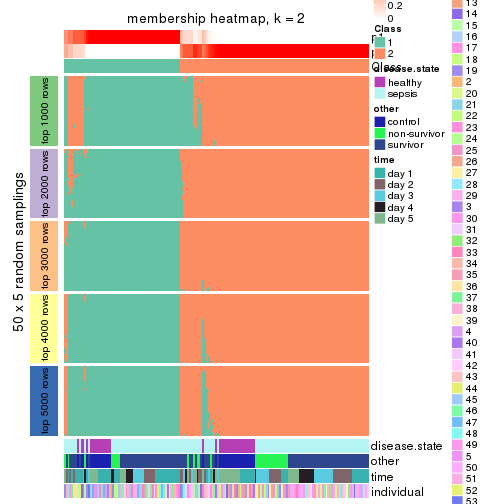 membership heatmap, k = 2
50 x 5 random samplings
top 1000 rows
top 2000 rows
top 3000 rows
top 4000 rows
top 5000 rows
disease.state
other
time
individual
0.2
0
Class
1
2
disease.state
healthy
sepsis
other
control
non-survivor
survivor
time
day 1
day 2
day 3
day 4
day 5
13
14
15
16
17
18
19
2
20
21
22
23
24
25
26
27
28
29
3
30
31
32
33
34
35
36
37
38
39
4
40
41
42
43
44
45
46
47
48
49
5
50
51
52
53